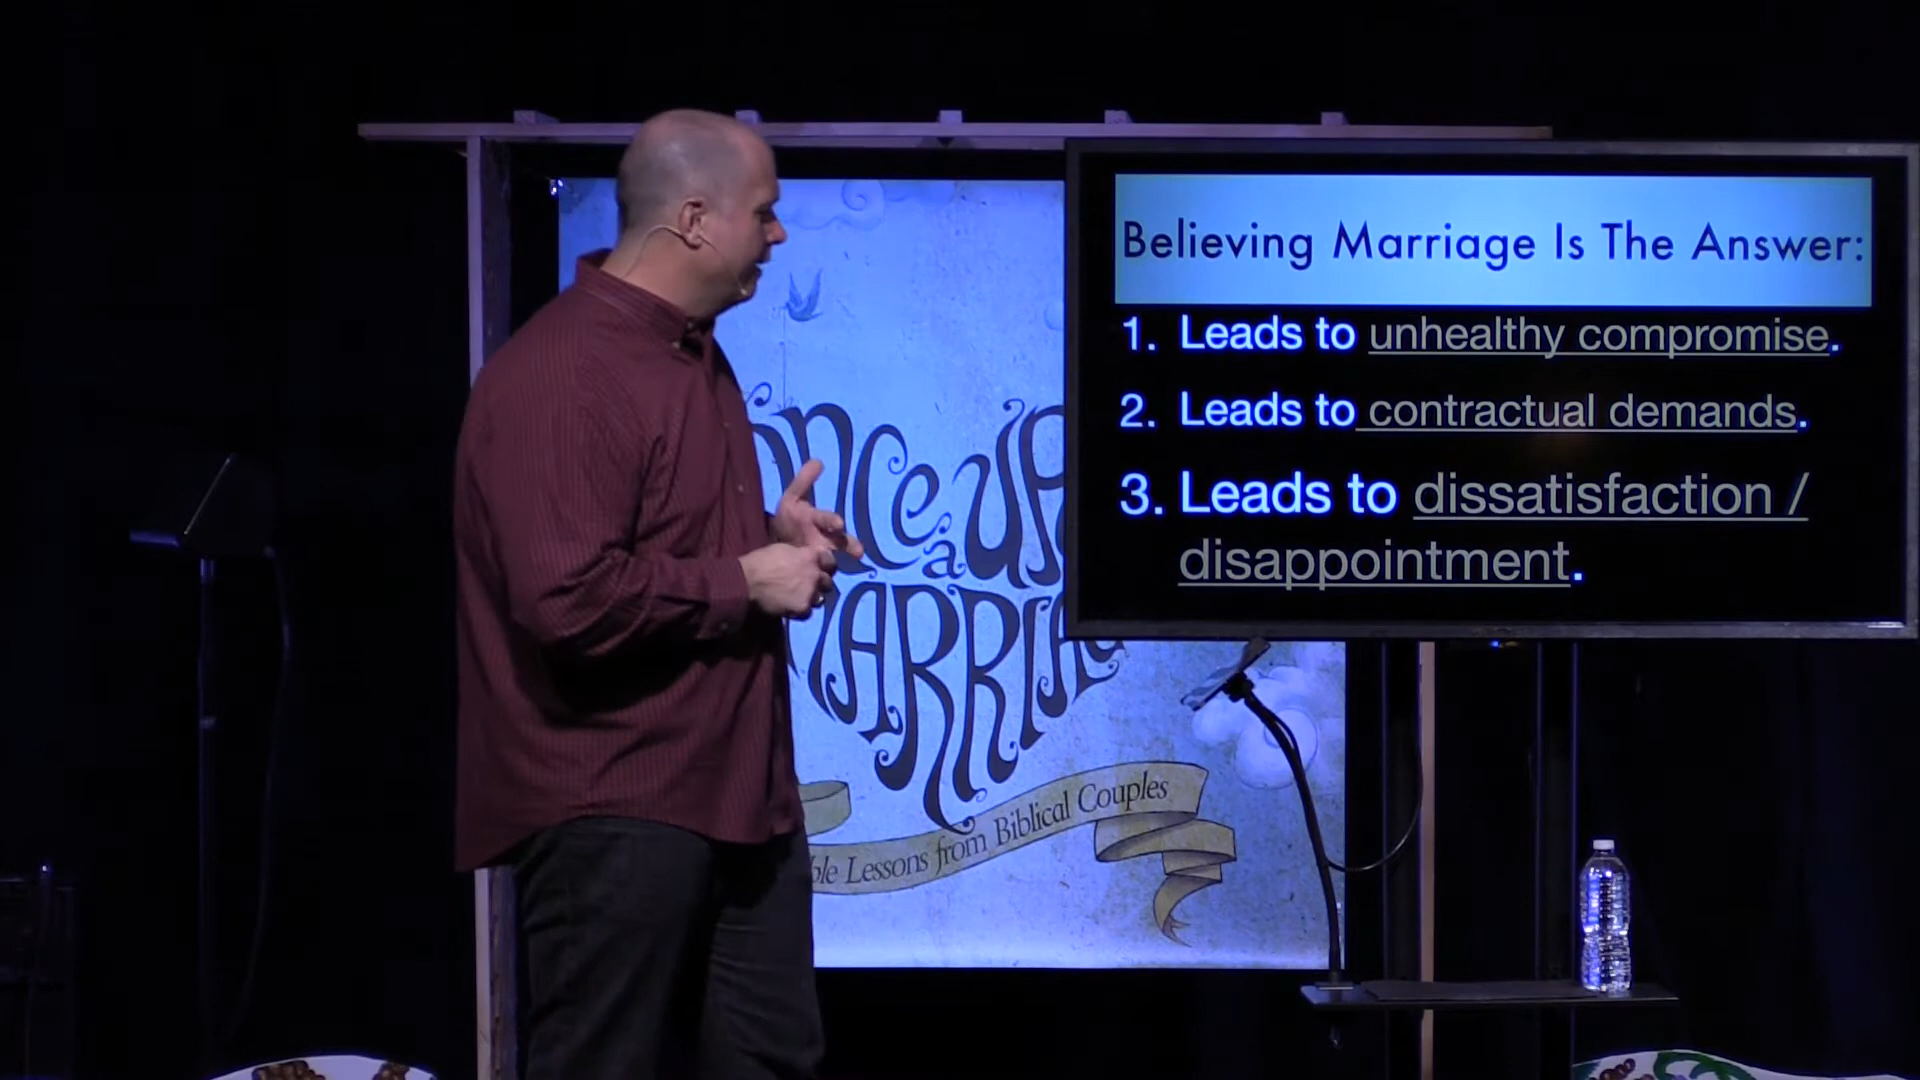 Believing Marriage Is The Answer:
1. Leads to unhealthy compromise.
2. Leads to contractual demands.
3. Leads to dissatisfaction /
disappointment.
once
a
Lessons from Biblical Couples